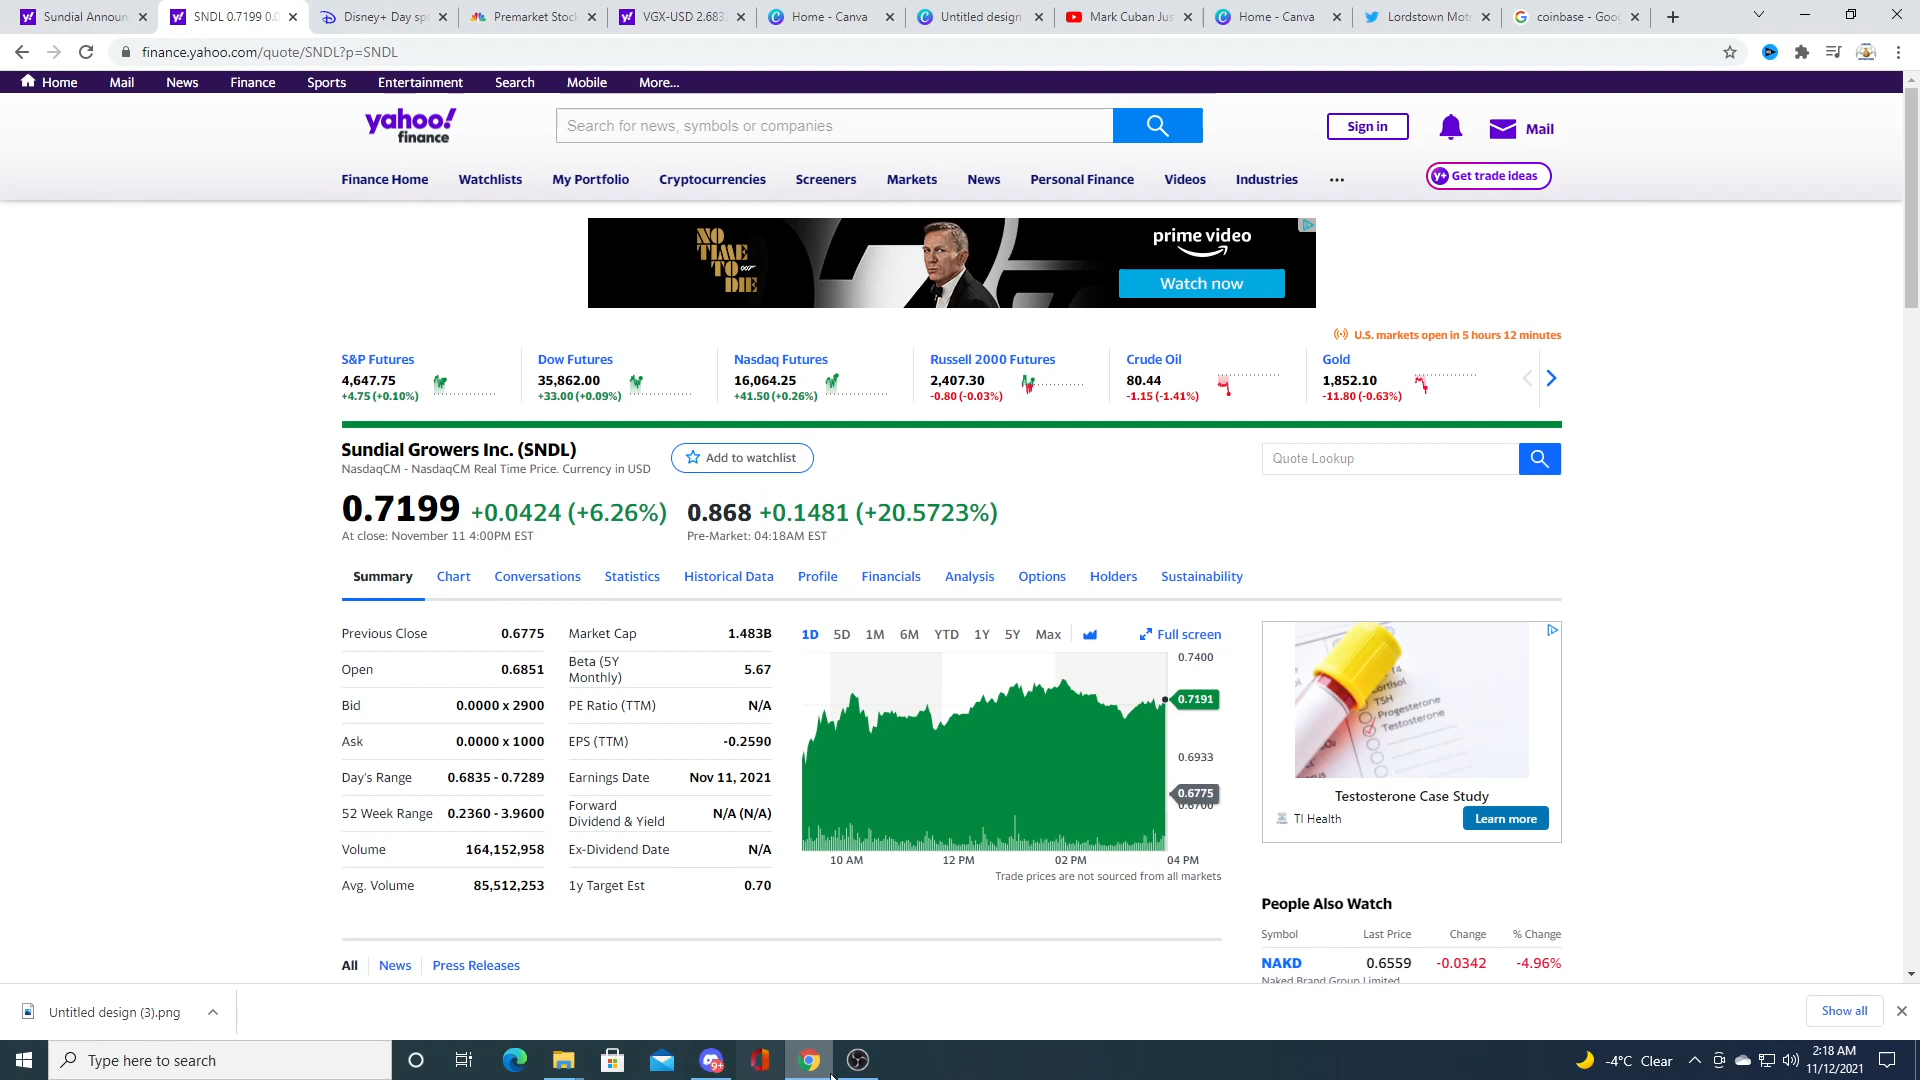 Sundial Announ
SNDL 0.7199 0.0
Disney+ Day sp
Premarket Stock
VGX-USD 2.683
Home - Canva
Untitled design
Mark Cuban Jus
Home - Canva
Lordstown Mot
coinbase - Goog
finance.yahoo.com/quote/SNDL?p=SNDL
Home Mail News Finance Sports Entertainment Search Mobile More...
yahoo!
finance
Search for news, symbols or companies
Sign in
Mail
Finance Home Watchlists My Portfolio Cryptocurrencies Screeners Markets News Personal Finance Videos Industries ...
Y+ Get trade ideas
NO
TIME
TO 007
DIE
prime video
Watch now
U.S. markets open in 5 hours 12 minutes
S&P Futures
4,647.75
+4.75 (+0.10%)
Dow Futures
35,862.00
+33.00 (+0.09%)
Nasdaq Futures
16,064.25
+41.50 (+0.26%)
Russell 2000 Futures
2,407.30
-0.80 (-0.03%)
Crude Oil
80.44
-1.15 (-1.41%)
Gold
1,852.10
-11.80 (-0.63%)
Sundial Growers Inc. (SNDL)
NasdaqCM - NasdaqCM Real Time Price. Currency in USD
Add to watchlist
Quote Lookup
0.7199 +0.0424 (+6.26%)
At close: November 11 4:00PM EST
0.868 +0.1481 (+20.5723%)
Pre-Market: 04:18AM EST
Summary Chart Conversations Statistics Historical Data Profile Financials Analysis Options Holders Sustainability
Previous Close 0.6775
Open 0.6851
Bid 0.0000 x 2900
Ask 0.0000 x 1000
Day's Range 0.6835 - 0.7289
52 Week Range 0.2360 - 3.9600
Volume 164,152,958
Avg. Volume 85,512,253
Market Cap 1.483B
Beta (5Y
Monthly) 5.67
PE Ratio (TTM) N/A
EPS (TTM) -0.2590
Earnings Date Nov 11, 2021
Forward
Dividend & Yield N/A (N/A)
Ex-Dividend Date N/A
1y Target Est 0.70
1D 5D 1M 6M YTD 1Y 5Y Max
Full screen
0.7400
0.7191
0.6933
0.6775
0.6700
10 AM 12 PM 02 PM 04 PM
Trade prices are not sourced from all markets
T4
Cortisol
TSH
Progesterone
Testosterone
Testosterone Case Study
TI Health
Learn more
People Also Watch
Symbol Last Price Change % Change
NAKD 0.6559 -0.0342 -4.96%
Naked Brand Group Limited
All News Press Releases
Untitled design (3).png
Show all
Type here to search
9+
-4°C Clear
2:18 AM
11/12/2021